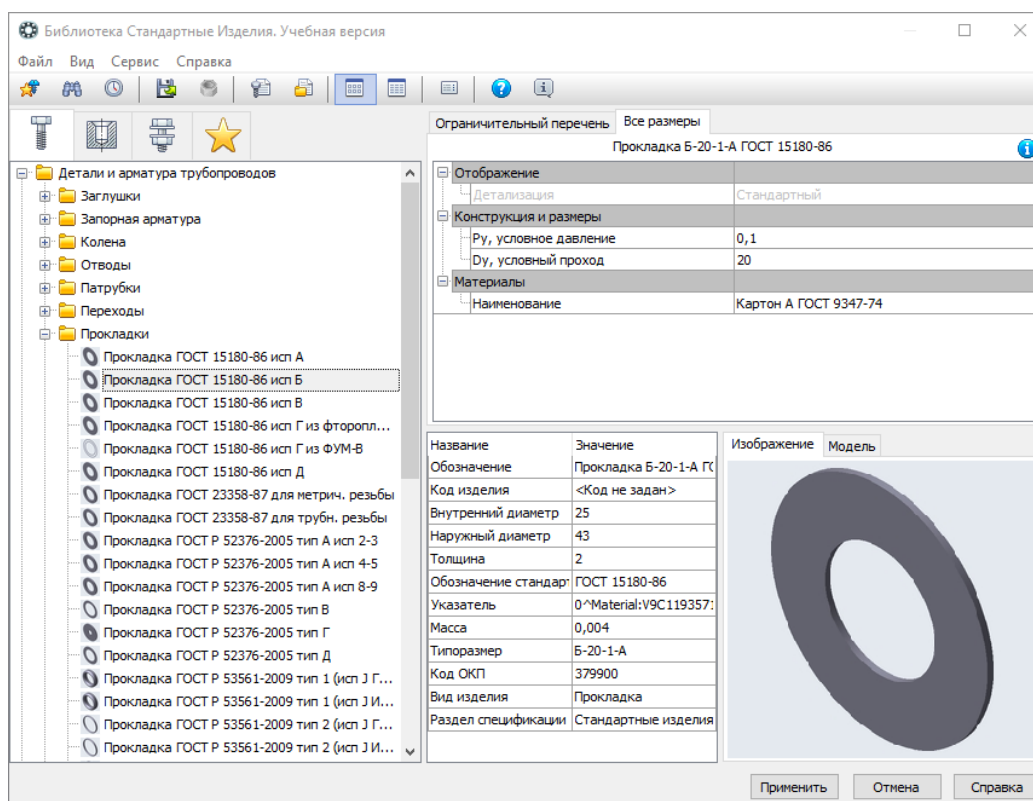 Библиотека Стандартные Изделия. Учебная версия
Файл Вид Сервис Справка
Детали и арматура трубопроводов
Заглушки
Запорная арматура
Колена
Отводы
Патрубки
Переходы
Прокладки
Прокладка ГОСТ 15180-86 исп А
Прокладка ГОСТ 15180-86 исп Б
Прокладка ГОСТ 15180-86 исп В
Прокладка ГОСТ 15180-86 исп Г из фторопл...
Прокладка ГОСТ 15180-86 исп Г из ФУМ-В
Прокладка ГОСТ 15180-86 исп Д
Прокладка ГОСТ 23358-87 для метрич. резьбы
Прокладка ГОСТ 23358-87 для трубн. резьбы
Прокладка ГОСТ Р 52376-2005 тип А исп 2-3
Прокладка ГОСТ Р 52376-2005 тип А исп 4-5
Прокладка ГОСТ Р 52376-2005 тип А исп 8-9
Прокладка ГОСТ Р 52376-2005 тип В
Прокладка ГОСТ Р 52376-2005 тип Г
Прокладка ГОСТ Р 52376-2005 тип Д
Прокладка ГОСТ Р 53561-2009 тип 1 (исп J Г...
Прокладка ГОСТ Р 53561-2009 тип 1 (исп J И...
Прокладка ГОСТ Р 53561-2009 тип 2 (исп J Г...
Прокладка ГОСТ Р 53561-2009 тип 2 (исп J И...
Ограничительный перечень Все размеры
Прокладка Б-20-1-А ГОСТ 15180-86
Отображение
Детализация Стандартный
Конструкция и размеры
Ру, условное давление 0,1
Dу, условный проход 20
Материалы
Наименование Картон А ГОСТ 9347-74
Название Значение
Обозначение Прокладка Б-20-1-А ГО
Код изделия <Код не задан>
Внутренний диаметр 25
Наружный диаметр 43
Толщина 2
Обозначение стандарт ГОСТ 15180-86
Указатель 0^Material:V9C1193571
Масса 0,004
Типоразмер Б-20-1-А
Код ОКП 379900
Вид изделия Прокладка
Раздел спецификации Стандартные изделия
Изображение Модель
Применить Отмена Справка